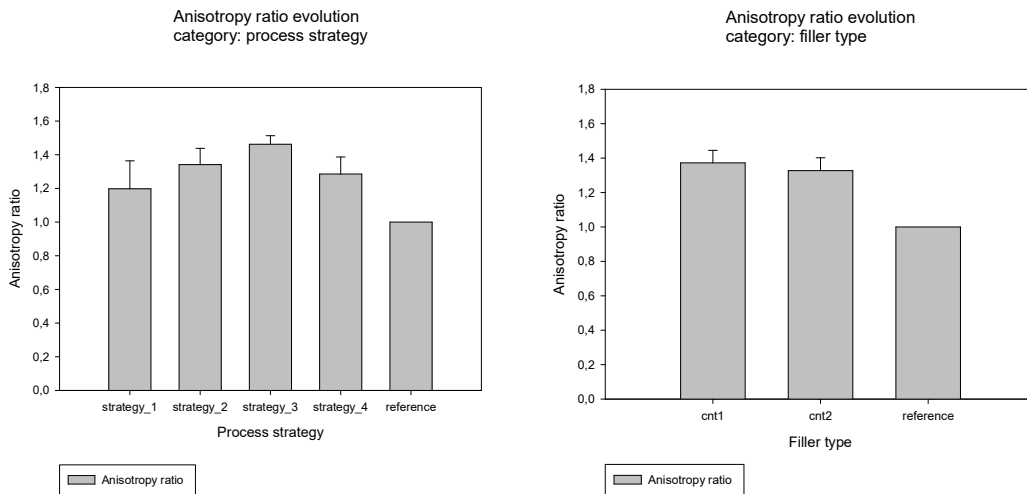 Anisotropy ratio evolution
category: process strategy
1,8
1,6
1,4
1,2
1,0
0,8
0,6
0,4
0,2
0,0
Anisotropy ratio
strategy_1 strategy_2 strategy_3 strategy_4 reference
Process strategy
Anisotropy ratio
Anisotropy ratio evolution
category: filler type
1,8
1,6
1,4
1,2
1,0
0,8
0,6
0,4
0,2
0,0
Anisotropy ratio
cnt1 cnt2 reference
Filler type
Anisotropy ratio